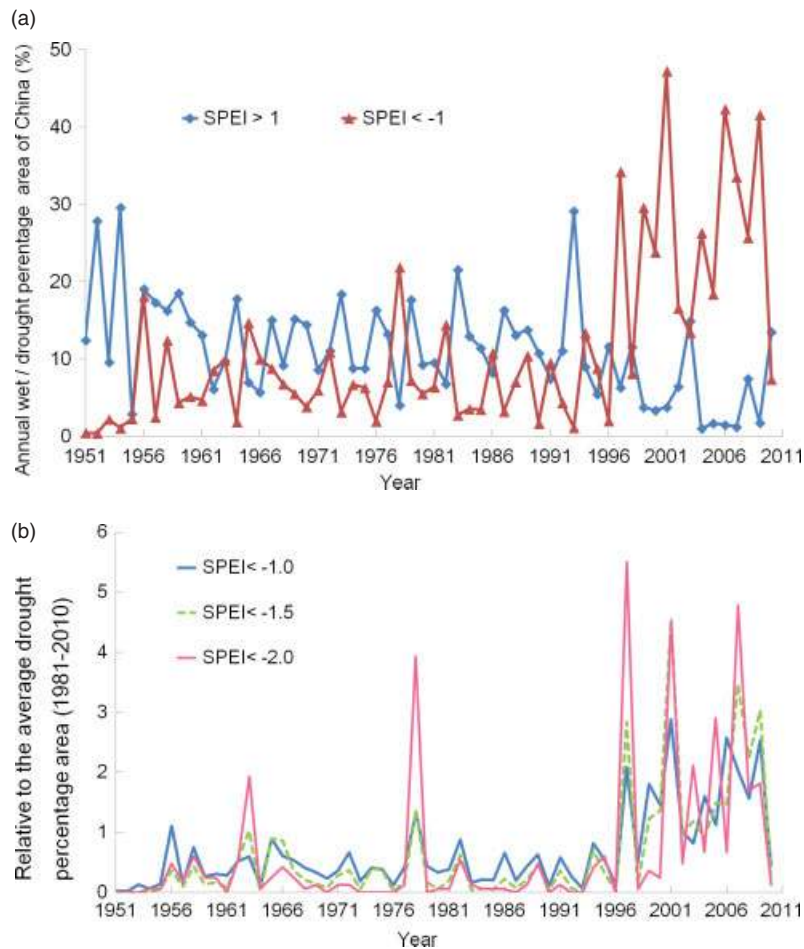 (a)
Annual wet / drought perentage area of China (%)
50
40
30
20
10
0
SPEI > 1
SPEI < -1
1951 1956 1961 1966 1971 1976 1981 1986 1991 1996 2001 2006 2011
Year
(b)
Relative to the average drought
percentage area (1981-2010)
6
5
4
3
2
1
0
SPEI< -1.0
SPEI< -1.5
SPEI< -2.0
1951 1956 1961 1966 1971 1976 1981 1986 1991 1996 2001 2006 2011
Year